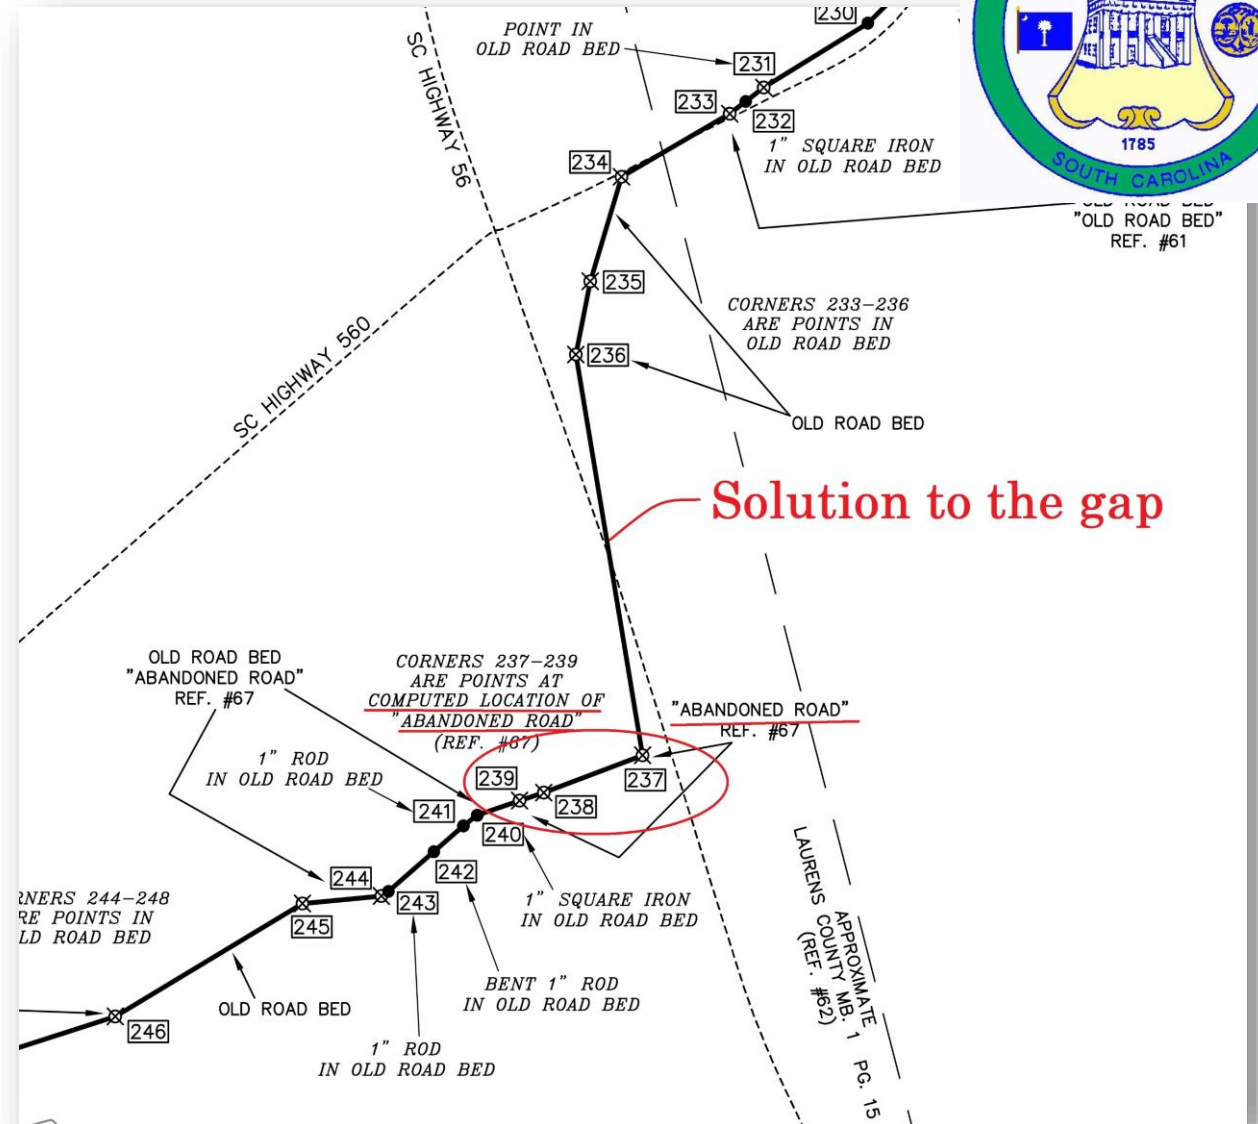 230
POINT IN
OLD ROAD BED
SC HIGHWAY 56
231
233
232
1" SQUARE IRON
IN OLD ROAD BED
1785
SOUTH CAROLINA
OLD ROAD BED
"OLD ROAD BED"
REF. #61
234
235
CORNERS 233-236
ARE POINTS IN
OLD ROAD BED
236
SC HIGHWAY 560
OLD ROAD BED
Solution to the gap
OLD ROAD BED
"ABANDONED ROAD"
REF. #67
CORNERS 237-239
ARE POINTS AT
COMPUTED LOCATION OF
"ABANDONED ROAD"
(REF. #67)
"ABANDONED ROAD"
REF. #67
1" ROD
IN OLD ROAD BED
239
237
238
241
240
242
244
243
1" SQUARE IRON
IN OLD ROAD BED
RNERS 244-248
RE POINTS IN
LD ROAD BED
245
BENT 1" ROD
IN OLD ROAD BED
OLD ROAD BED
246
1" ROD
IN OLD ROAD BED
APPROXIMATE
LAURENS COUNTY MB. 1 PG. 15
(REF. #62)